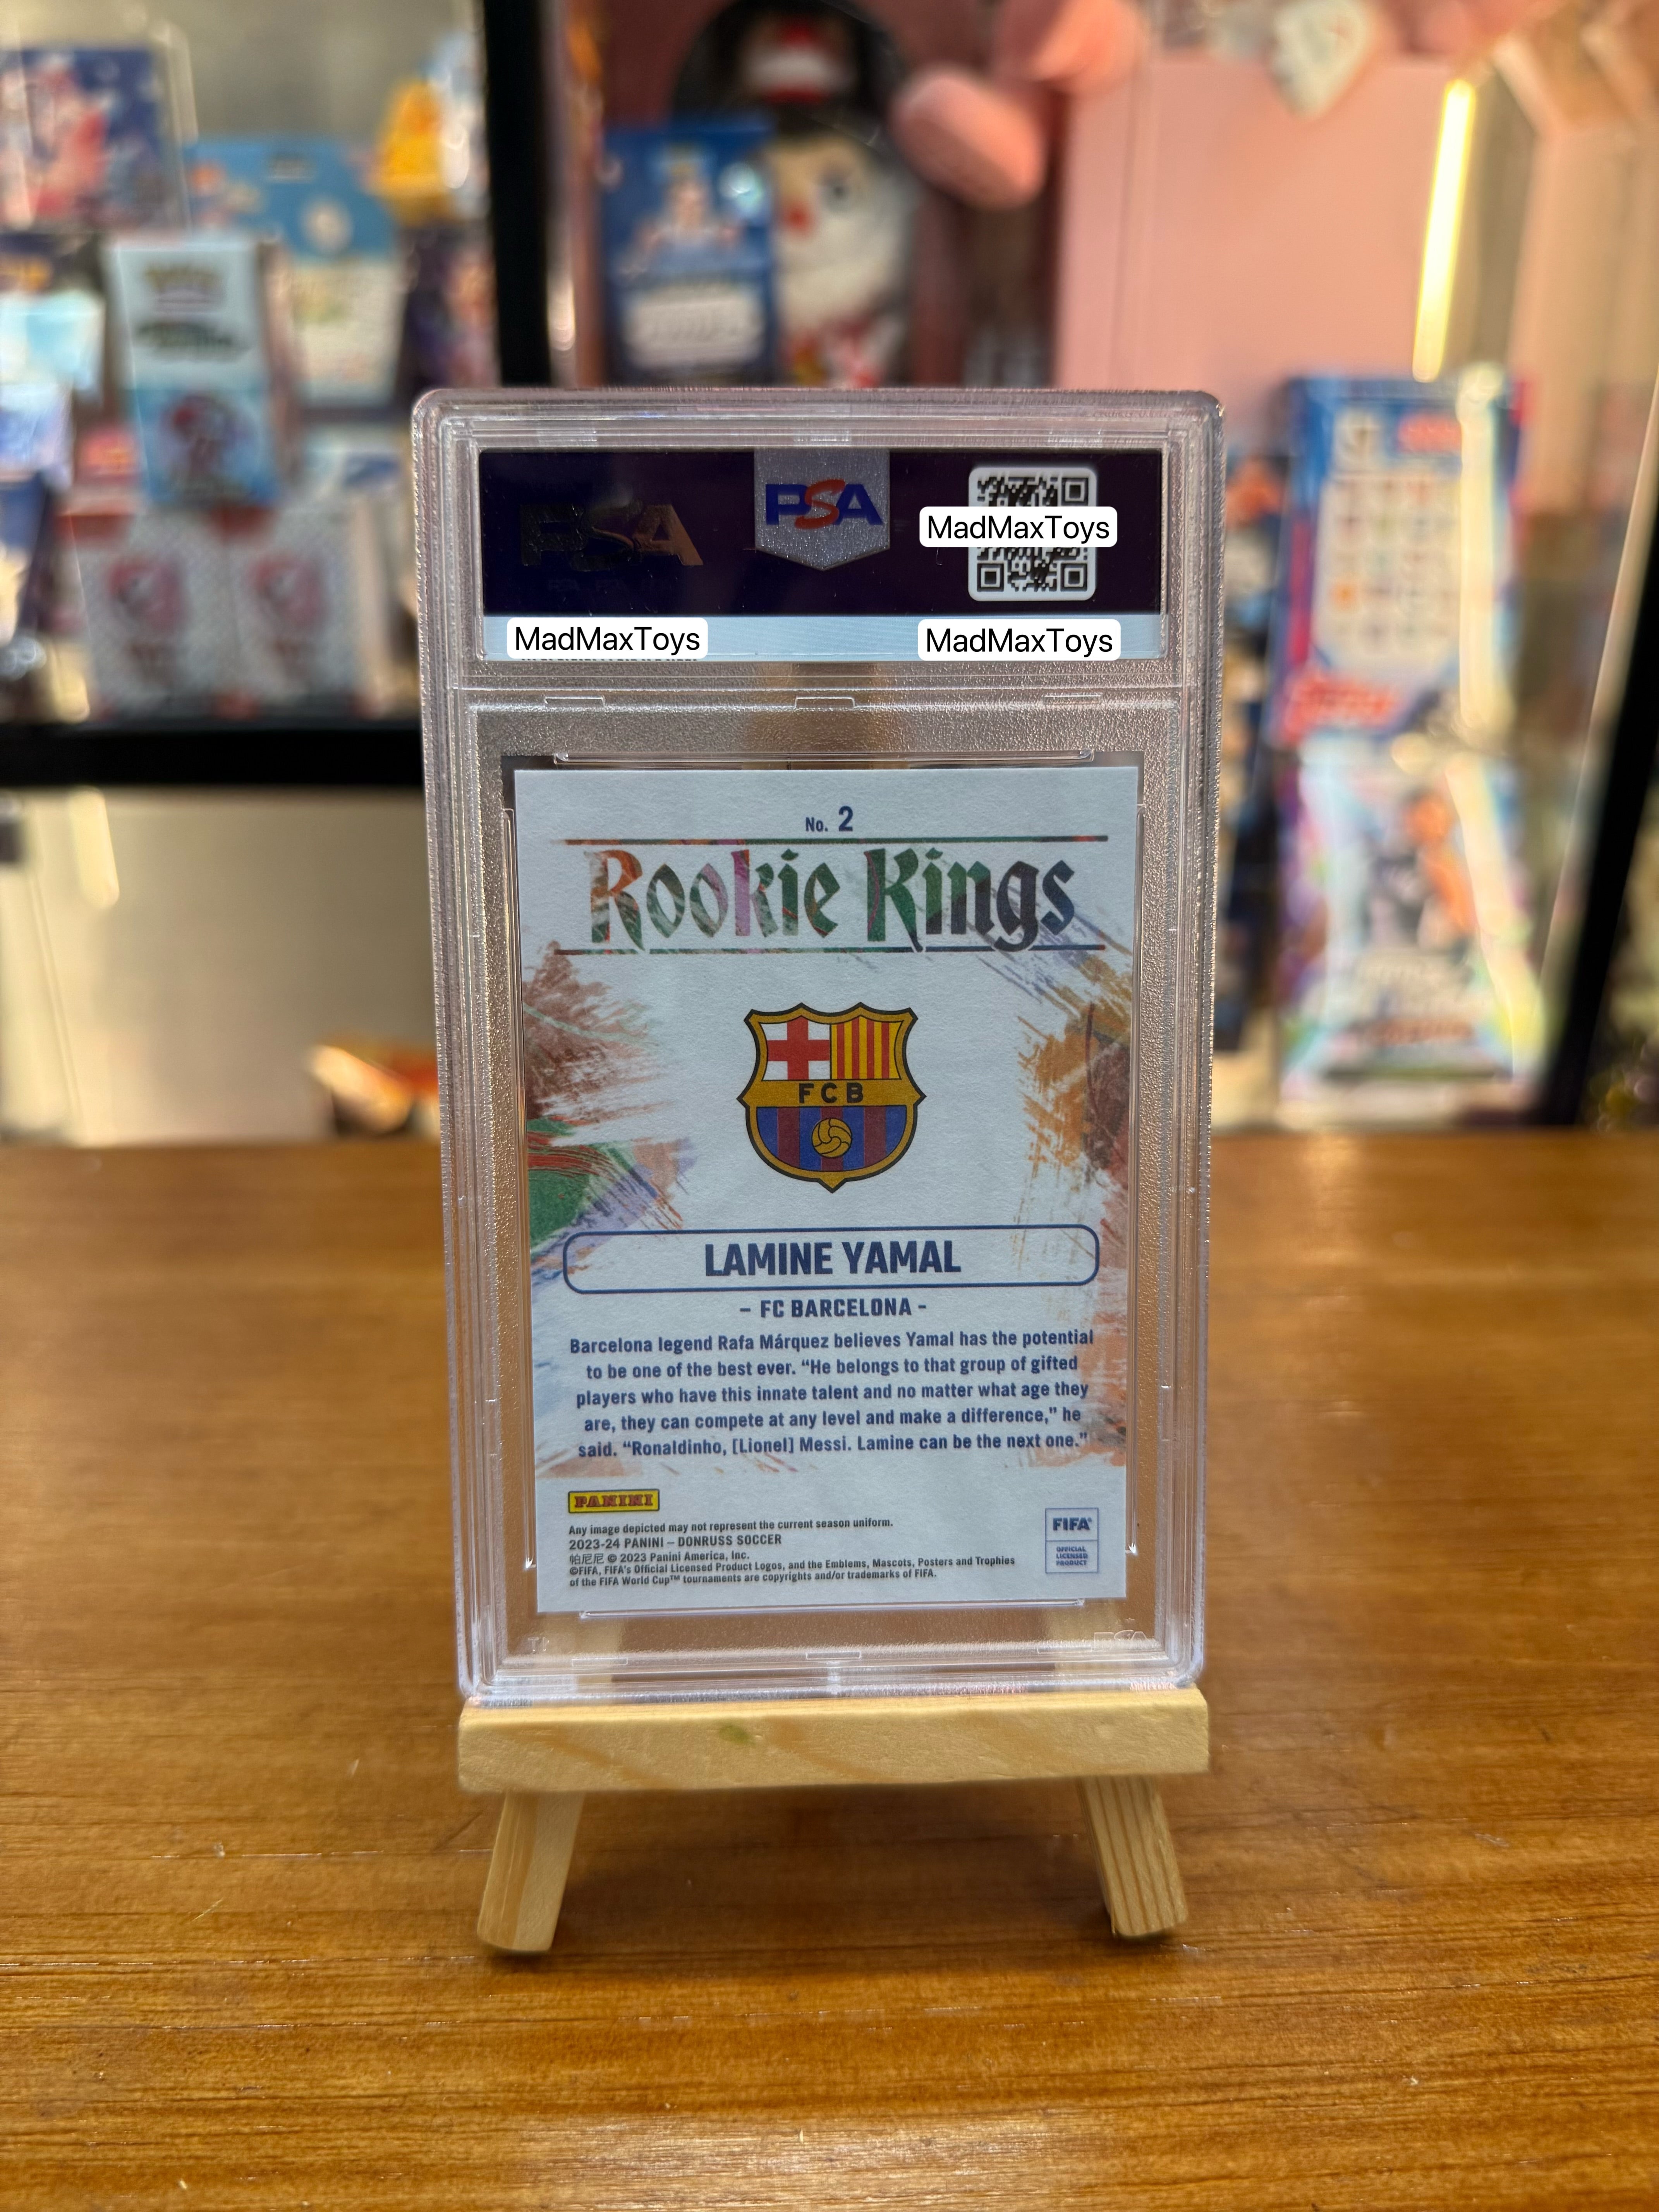 PSA
PSA
MadMaxToys
MadMaxToys
MadMaxToys
No. 2
Rookie Kings
FCB
LAMINE YAMAL
– FC BARCELONA –
Barcelona legend Rafa Márquez believes Yamal has the potential
to be one of the best ever. “He belongs to that group of gifted
players who have this innate talent and no matter what age they
are, they can compete at any level and make a difference,” he
said. “Ronaldinho, [Lionel] Messi. Lamine can be the next one.”
PANINI
Any image depicted may not represent the current season uniform.
2023-24 PANINI – DONRUSS SOCCER
帕尼尼 © 2023 Panini America, Inc.
©FIFA, FIFA's Official Licensed Product Logos, and the Emblems, Mascots, Posters and Trophies
of the FIFA World Cup™ tournaments are copyrights and/or trademarks of FIFA.
FIFA®
OFFICIAL
LICENSED
PRODUCT
PSA